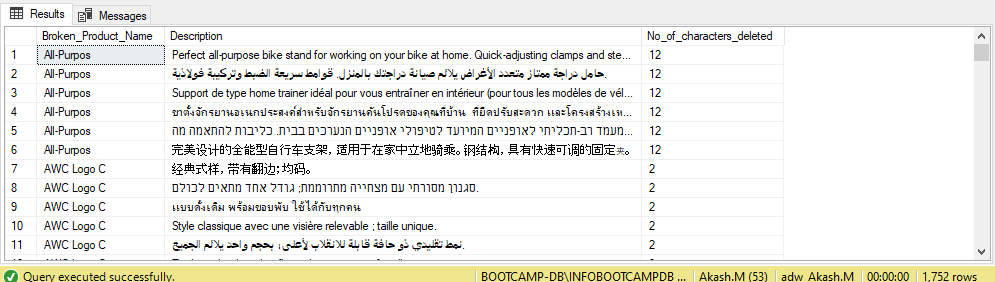 Results Messages
Broken_Product_Name Description No_of_characters_deleted
1 All-Purpos Perfect all-purpose bike stand for working on your bike at home. Quick-adjusting clamps and ste... 12
2 All-Purpos حامل دراجة ممتاز متعدد الأغراض يلائم صيانة دراجتك بالمنزل. قوامط سريعة الضبط وتركيبة فولاذية. 12
3 All-Purpos Support de type home trainer idéal pour vous entraîner en intérieur (pour tous les modèles de vél... 12
4 All-Purpos ขาตั้งจักรยานอเนกประสงค์สำหรับจักรยานคันโปรดของคุณที่บ้าน ที่ยึดปรับสะดวก และโครงสร้างเห... 12
5 All-Purpos מעמד רב-תכליתי לאופניים המיועד לטיפולי אופניים הנערכים בבית. כליבות להתאמה מה... 12
6 All-Purpos 完美设计的全能型自行车支架，适用于在家中立地骑乘。钢结构，具有快速可调的固定夹。 12
7 AWC Logo C 经典式样，带有翻边；均码。 2
8 AWC Logo C סגנון מסורתי עם מצחייה מתרוממת; גודל אחד מתאים לכולם. 2
9 AWC Logo C แบบดั้งเดิม พร้อมขอบพับ ใช้ได้กับทุกคน 2
10 AWC Logo C Style classique avec une visière relevable ; taille unique. 2
11 AWC Logo C نمط تقليدي ذو حافة قابلة للانقلاب لأعلى؛ بحجم واحد يلائم الجميع. 2
Query executed successfully. BOOTCAMP-DB\INFOBOOTCAMPDB ... Akash.M (53) adw_Akash.M 00:00:00 1,752 rows